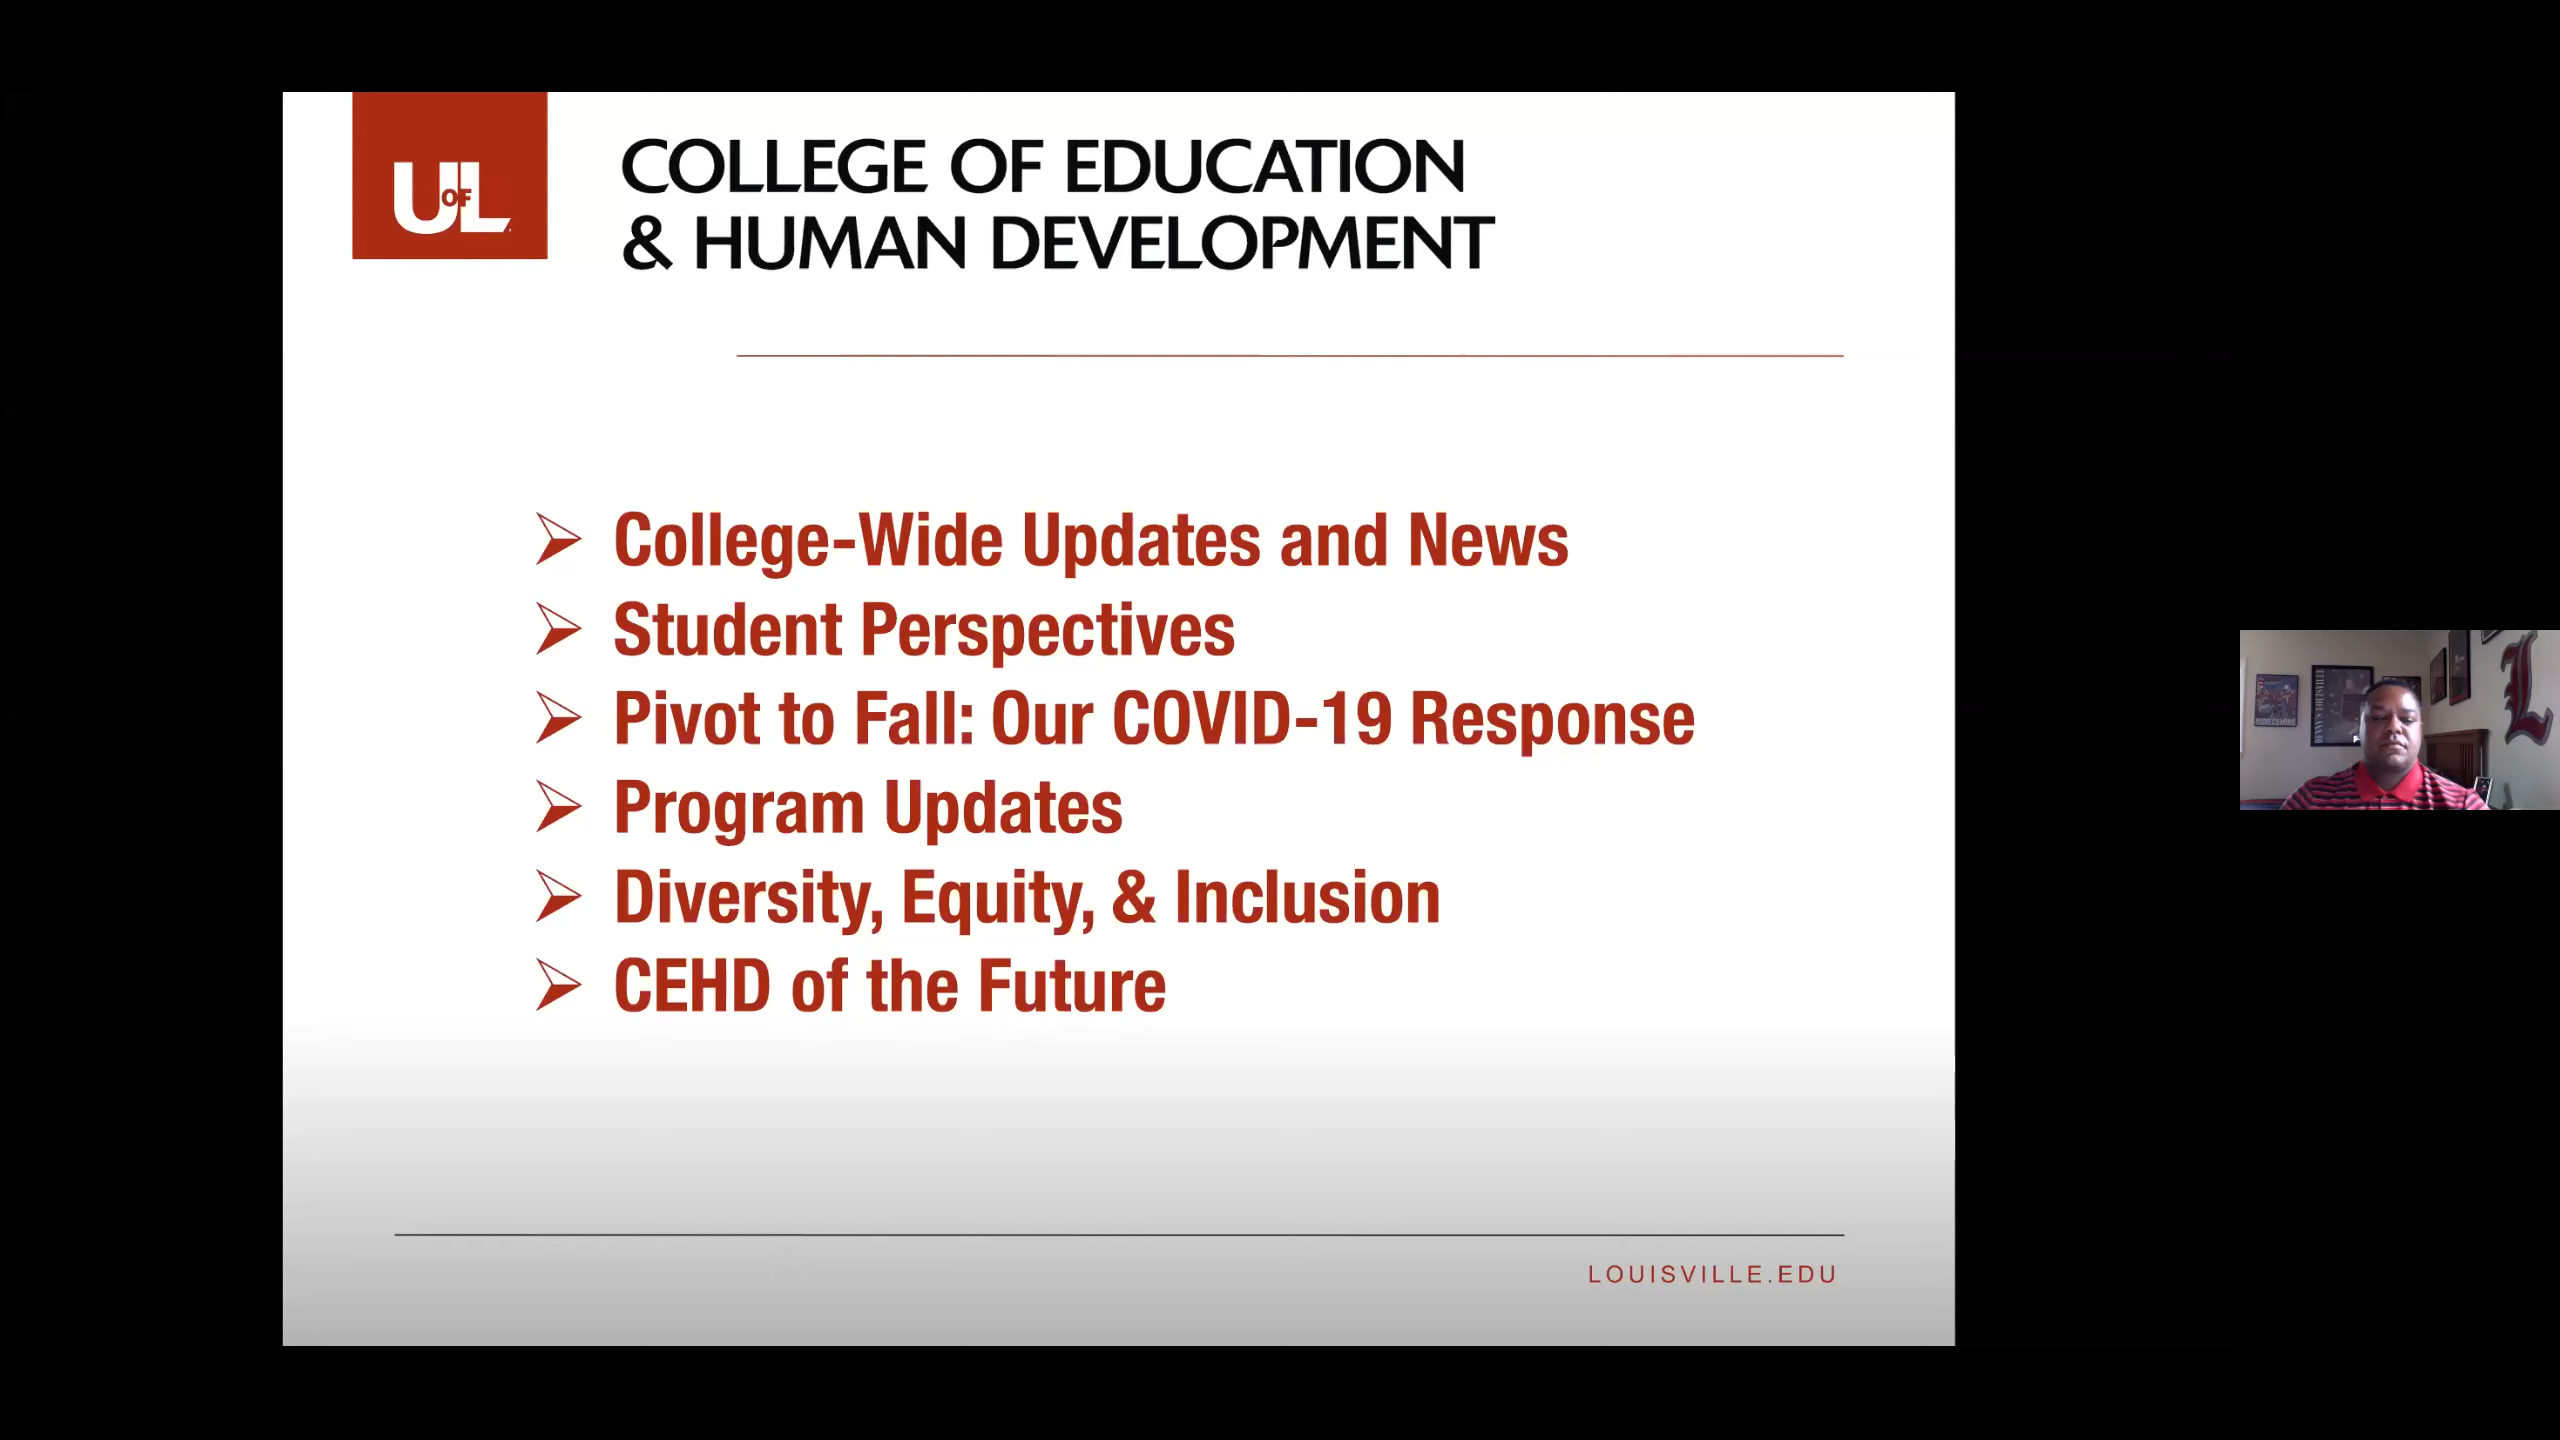 UofL
COLLEGE OF EDUCATION
& HUMAN DEVELOPMENT
College-Wide Updates and News
Student Perspectives
Pivot to Fall: Our COVID-19 Response
Program Updates
Diversity, Equity, & Inclusion
CEHD of the Future
LOUISVILLE.EDU
L